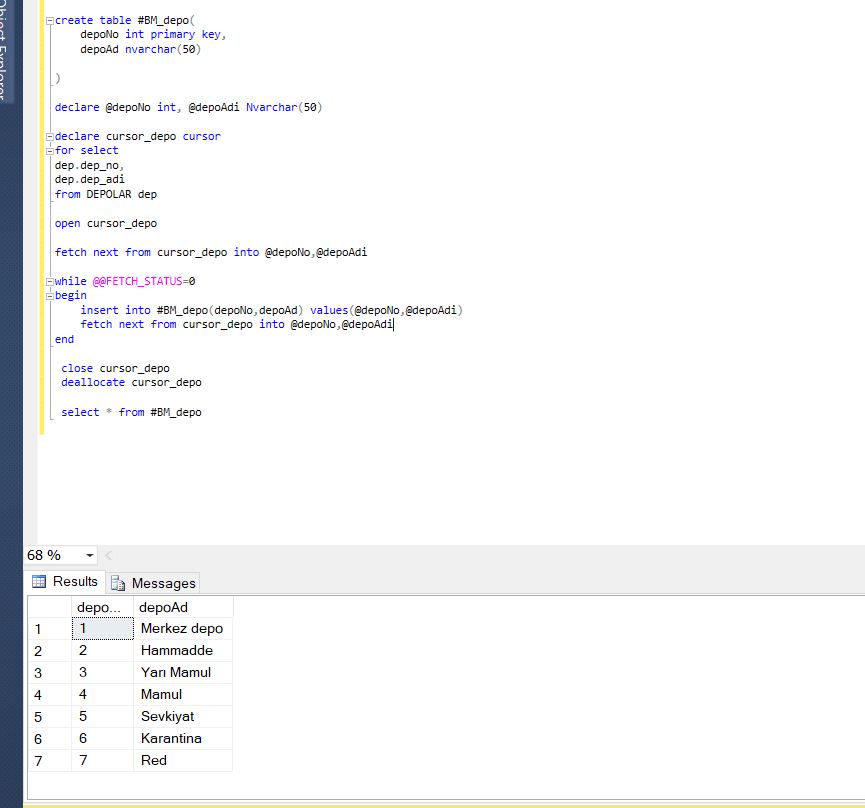 Object Explorer
create table #BM_depo(
depoNo int primary key,
depoAd nvarchar(50)
)
declare @depoNo int, @depoAdi Nvarchar(50)
declare cursor_depo cursor
for select
dep.dep_no,
dep.dep_adi
from DEPOLAR dep
open cursor_depo
fetch next from cursor_depo into @depoNo,@depoAdi
while @@FETCH_STATUS=0
begin
insert into #BM_depo(depoNo,depoAd) values(@depoNo,@depoAdi)
fetch next from cursor_depo into @depoNo,@depoAdi
end
close cursor_depo
deallocate cursor_depo
select * from #BM_depo
68 %
Results Messages
depo... depoAd
1 1 Merkez depo
2 2 Hammadde
3 3 Yarı Mamul
4 4 Mamul
5 5 Sevkiyat
6 6 Karantina
7 7 Red